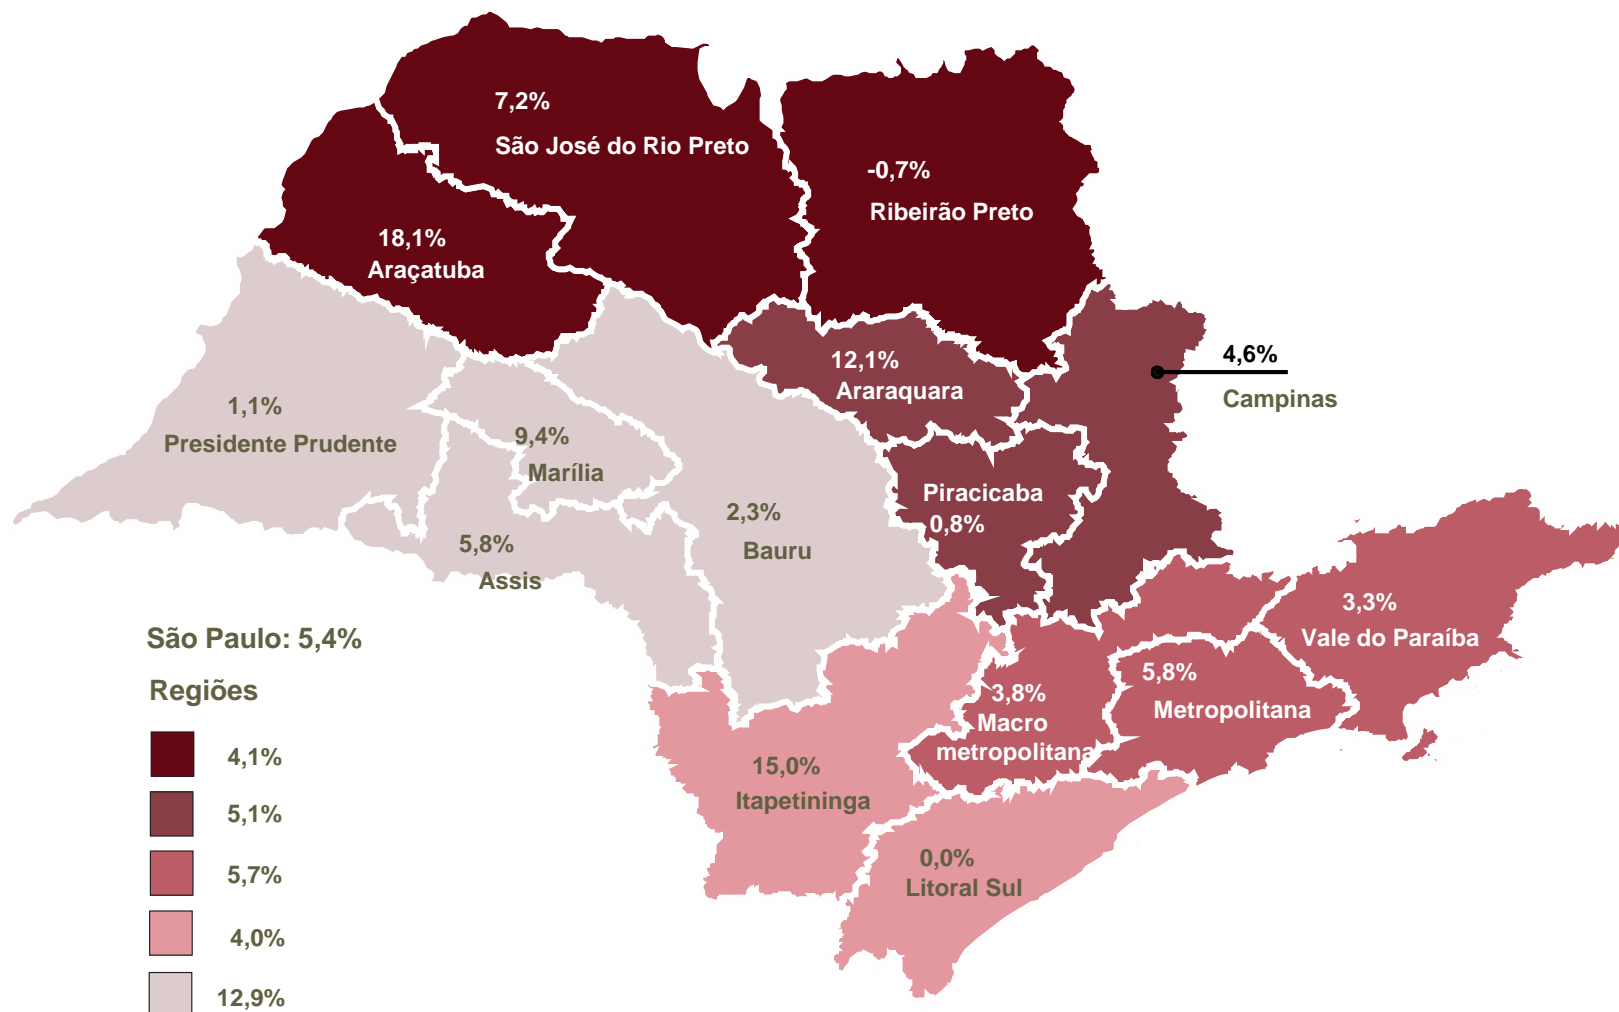 7,2%
São José do Rio Preto
-0,7%
Ribeirão Preto
18,1%
Araçatuba
4,6%
Campinas
12,1%
Araraquara
1,1%
Presidente Prudente
9,4%
Marília
Piracicaba
0,8%
2,3%
Bauru
5,8%
Assis
3,3%
Vale do Paraíba
5,8%
Metropolitana
3,8%
Macro
metropolitana
15,0%
Itapetininga
0,0%
Litoral Sul
São Paulo: 5,4%
Regiões
4,1%
5,1%
5,7%
4,0%
12,9%